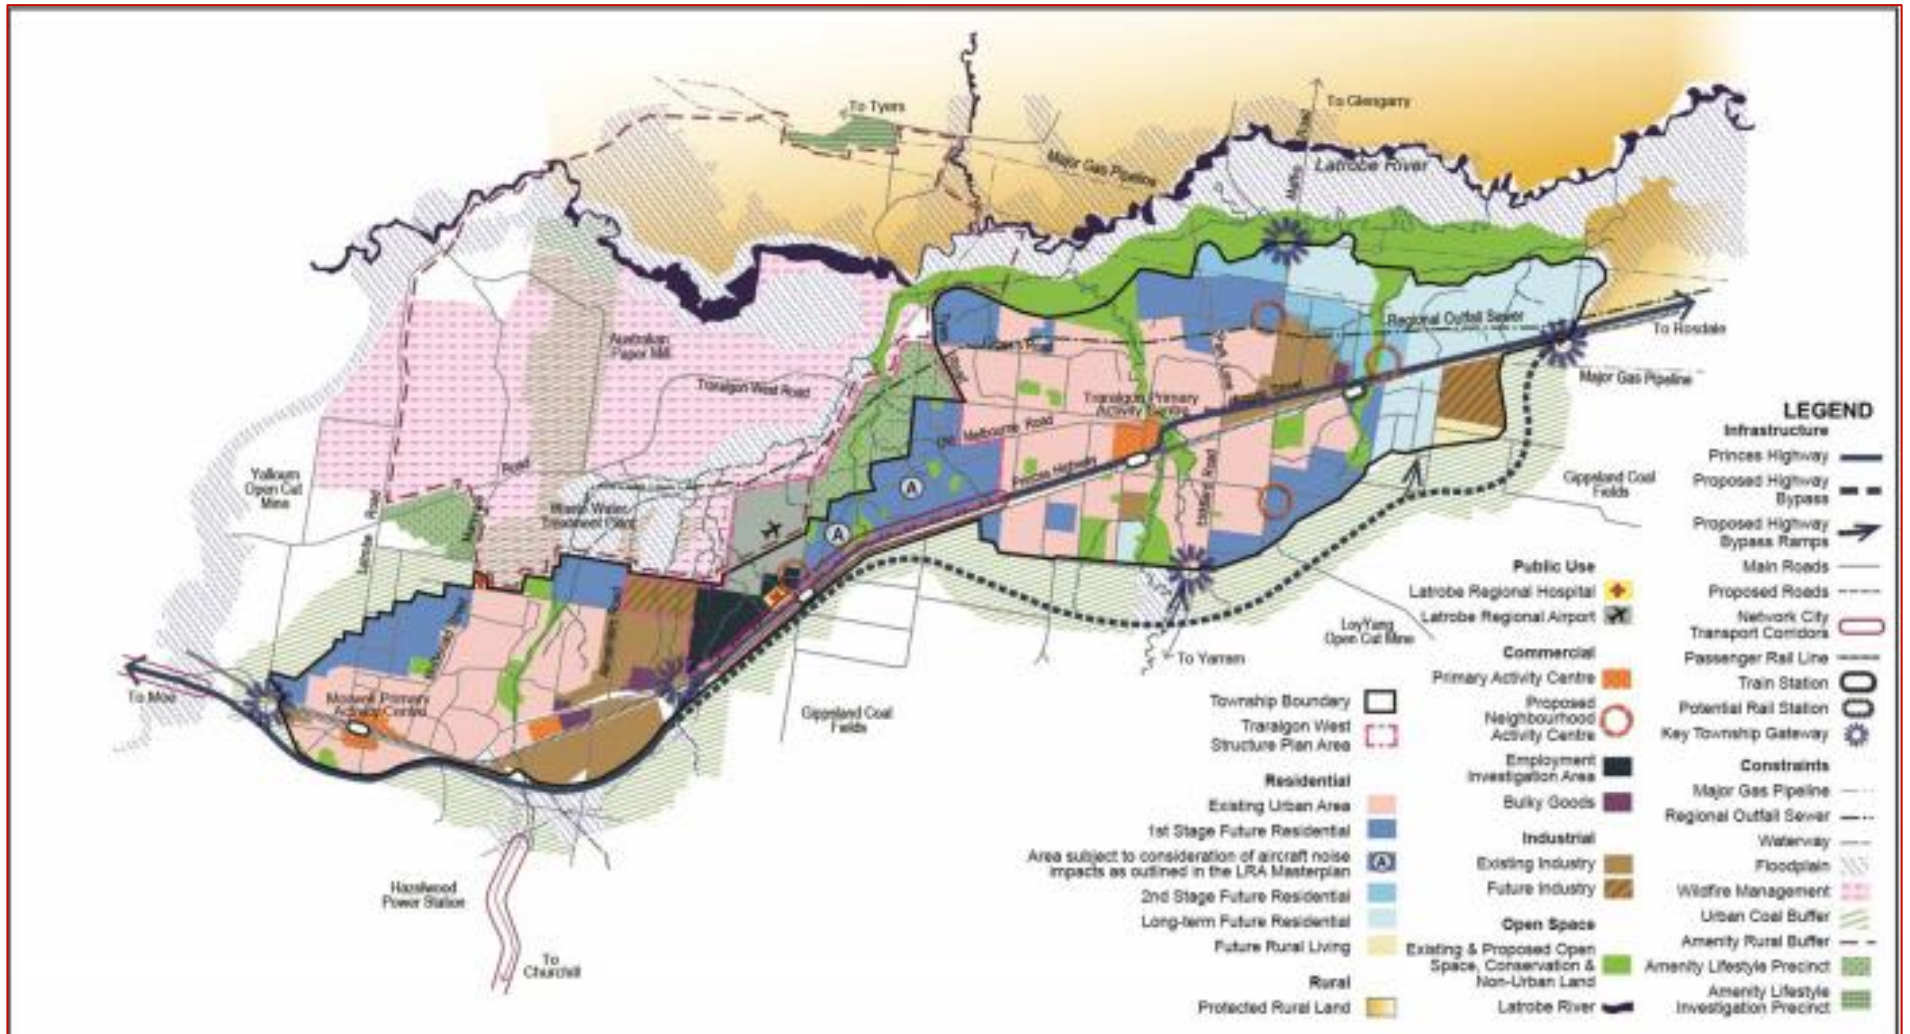 To Tyers
To Glengarry
Major Gas Pipeline
Latrobe River
Australian
Paper Mill
Traralgon West Road
Regional Outfall Sewer
To Rosdale
Major Gas Pipeline
Traralgon Primary
Activity Centre
Old Melbourne Road
Princes Highway
Yallourn
Open Cut
Mine
Road
Latrobe Road
Waste Water
Treatment Plant
Gippsland Coal
Fields
A
A
LoyYang
Open Cut Mine
To Yarram
To Moe
Morwell Primary
Activity Centre
Gippsland Coal
Fields
Hazelwood
Power Station
To
Churchill
LEGEND
Infrastructure
Princes Highway
Proposed Highway
Bypass
Proposed Highway
Bypass Ramps
Main Roads
Proposed Roads
Network City
Transport Corridors
Passenger Rail Line
Train Station
Potential Rail Station
Key Township Gateway
Constraints
Major Gas Pipeline
Regional Outfall Sewer
Waterway
Floodplain
Wildfire Management
Urban Coal Buffer
Amenity Rural Buffer
Amenity Lifestyle Precinct
Amenity Lifestyle
Investigation Precinct
Public Use
Latrobe Regional Hospital
Latrobe Regional Airport
Commercial
Primary Activity Centre
Proposed
Neighbourhood
Activity Centre
Employment
Investigation Area
Bulky Goods
Industrial
Existing Industry
Future Industry
Open Space
Existing & Proposed Open
Space, Conservation &
Non-Urban Land
Latrobe River
Township Boundary
Traralgon West
Structure Plan Area
Residential
Existing Urban Area
1st Stage Future Residential
Area subject to consideration of aircraft noise
impacts as outlined in the LRA Masterplan
A
2nd Stage Future Residential
Long-term Future Residential
Future Rural Living
Rural
Protected Rural Land